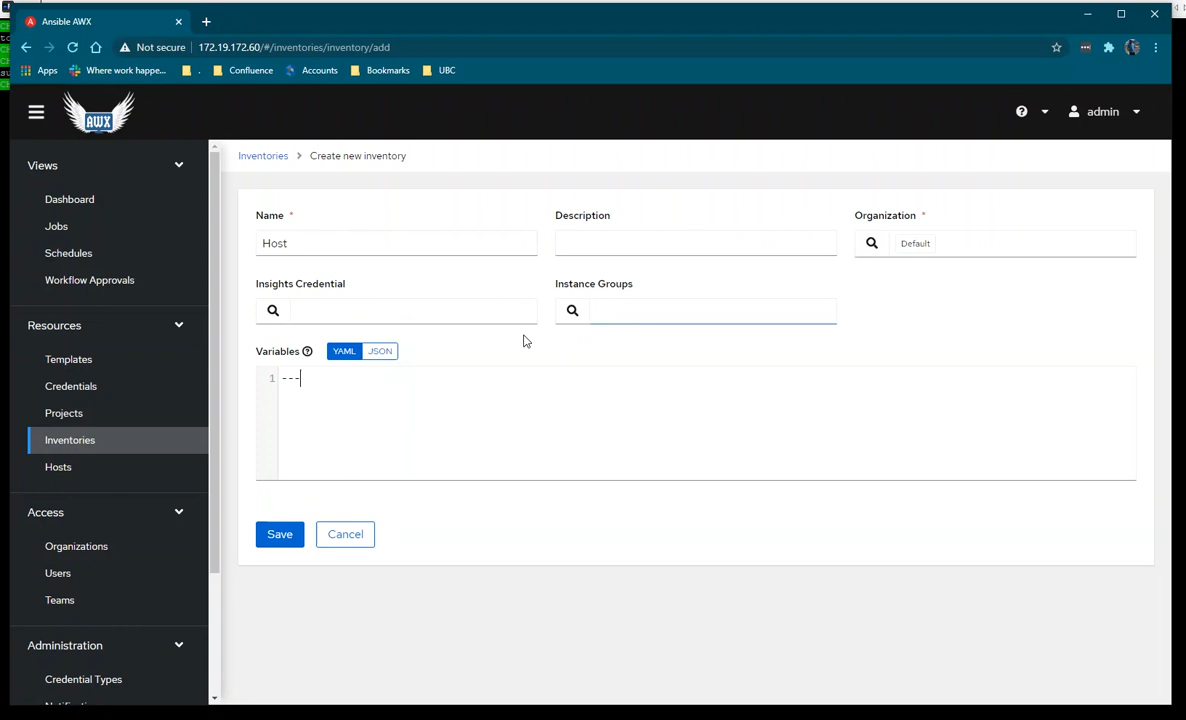 Ansible AWX
Not secure 172.19.172.60/#/inventories/inventory/add
Apps Where work happe... . Confluence Accounts Bookmarks UBC
AWX
admin
Views
Dashboard
Jobs
Schedules
Workflow Approvals
Resources
Templates
Credentials
Projects
Inventories
Hosts
Access
Organizations
Users
Teams
Administration
Credential Types
Inventories > Create new inventory
Name * Description Organization *
Host Default
Insights Credential Instance Groups
Variables YAML JSON
1 ---
Save Cancel